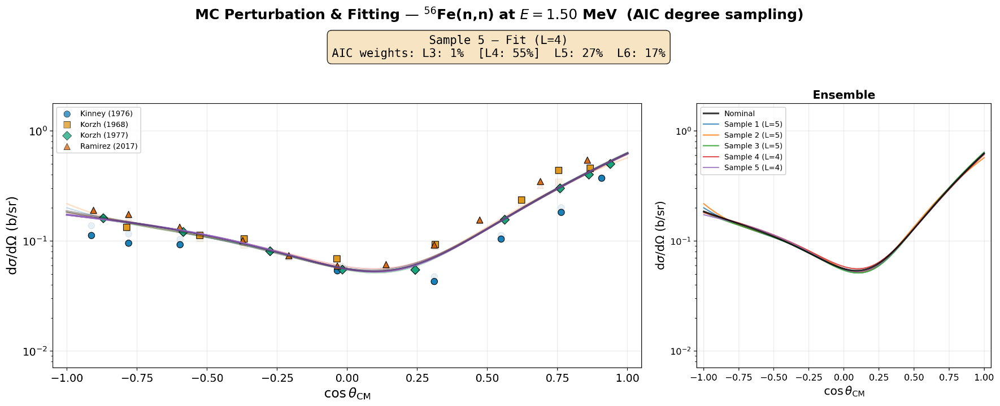 MC Perturbation & Fitting — ⁵⁶Fe(n,n) at E = 1.50 MeV (AIC degree sampling)
Sample 5 — Fit (L=4)
AIC weights: L3: 1% [L4: 55%] L5: 27% L6: 17%
Kinney (1976)
Korzh (1968)
Korzh (1977)
Ramirez (2017)
dσ/dΩ (b/sr)
10⁰
10⁻¹
10⁻²
−1.00 −0.75 −0.50 −0.25 0.00 0.25 0.50 0.75 1.00
cos θCM
Ensemble
Nominal
Sample 1 (L=5)
Sample 2 (L=5)
Sample 3 (L=5)
Sample 4 (L=4)
Sample 5 (L=4)
dσ/dΩ (b/sr)
10⁰
10⁻¹
10⁻²
−1.00 −0.75 −0.50 −0.25 0.00 0.25 0.50 0.75 1.00
cos θCM